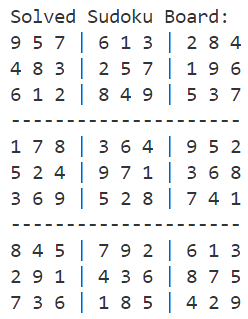 Solved Sudoku Board:
9 5 7 | 6 1 3 | 2 8 4
4 8 3 | 2 5 7 | 1 9 6
6 1 2 | 8 4 9 | 5 3 7
---------------------
1 7 8 | 3 6 4 | 9 5 2
5 2 4 | 9 7 1 | 3 6 8
3 6 9 | 5 2 8 | 7 4 1
---------------------
8 4 5 | 7 9 2 | 6 1 3
2 9 1 | 4 3 6 | 8 7 5
7 3 6 | 1 8 5 | 4 2 9